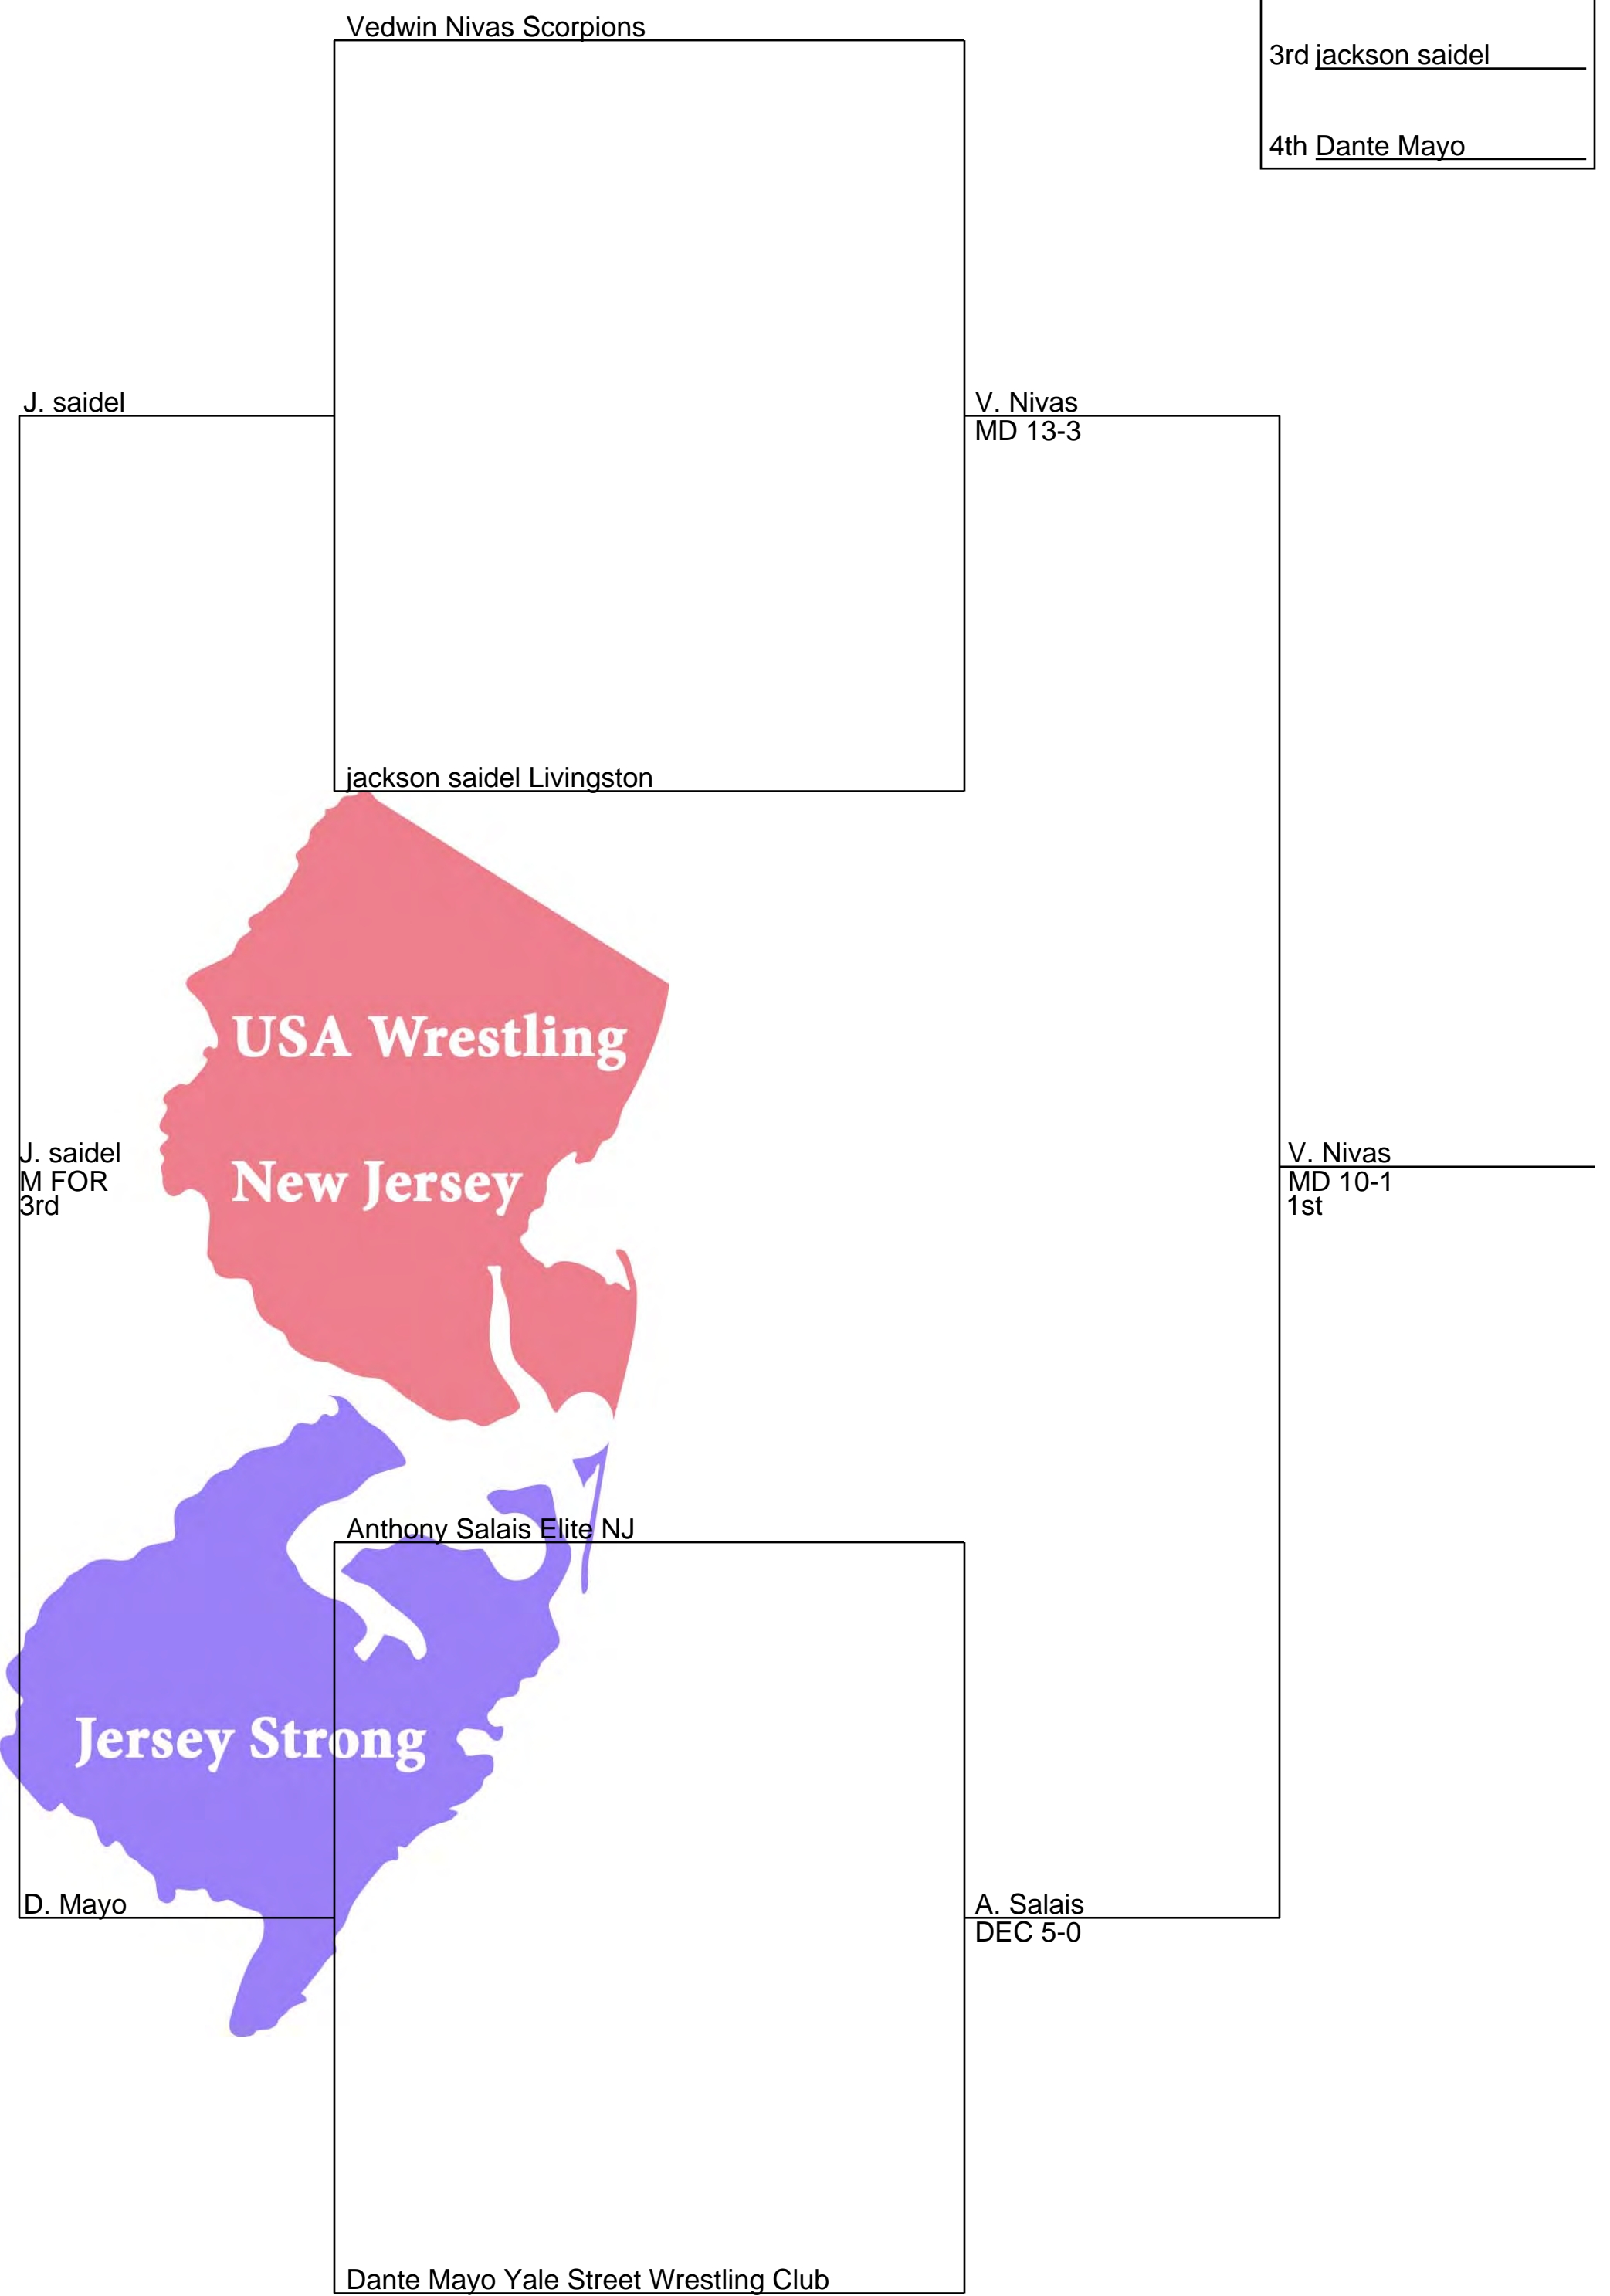 Vedwin Nivas Scorpions
3rd jackson saidel
4th Dante Mayo
J. saidel
V. Nivas
MD 13-3
jackson saidel Livingston
USA Wrestling
New Jersey
J. saidel
M FOR
3rd
V. Nivas
MD 10-1
1st
Anthony Salais Elite NJ
Jersey Strong
D. Mayo
A. Salais
DEC 5-0
Dante Mayo Yale Street Wrestling Club